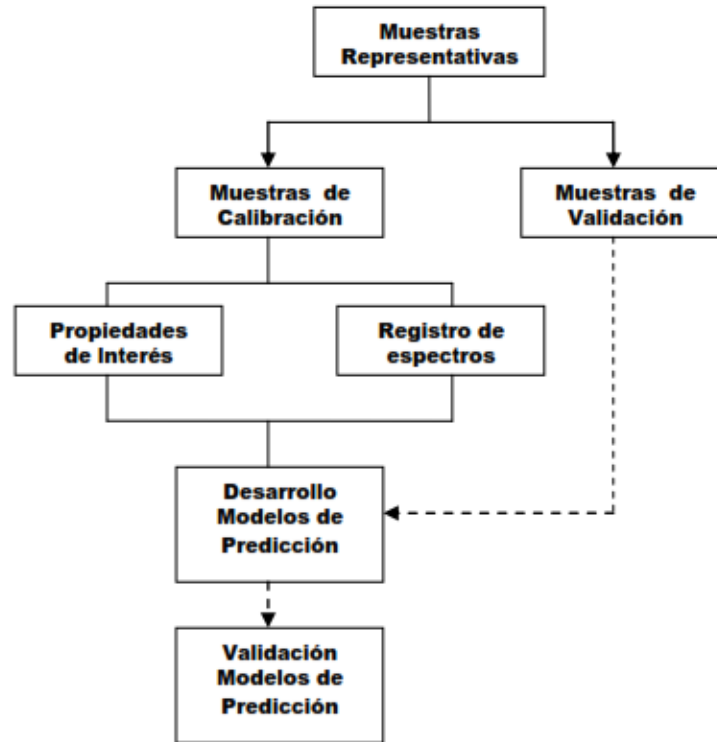 Muestras
Representativas
Muestras de
Calibración
Muestras de
Validación
Propiedades
de Interés
Registro de
espectros
Desarrollo
Modelos de
Predicción
Validación
Modelos de
Predicción